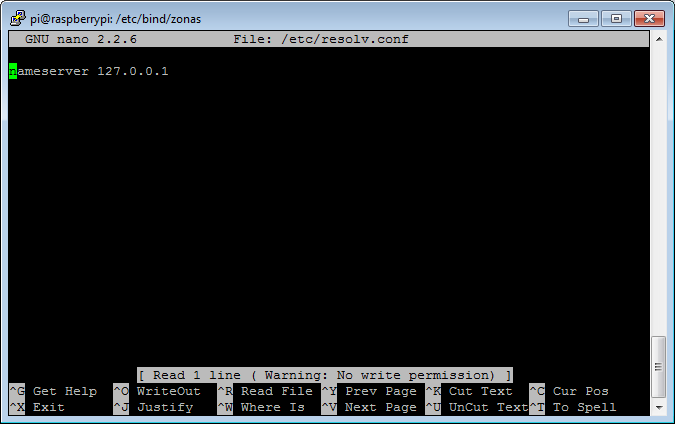 pi@raspberrypi: /etc/bind/zonas
GNU nano 2.2.6 File: /etc/resolv.conf
nameserver 127.0.0.1
[ Read 1 line ( Warning: No write permission) ]
^G Get Help ^O WriteOut ^R Read File ^Y Prev Page ^K Cut Text ^C Cur Pos
^X Exit ^J Justify ^W Where Is ^V Next Page ^U UnCut Text ^T To Spell